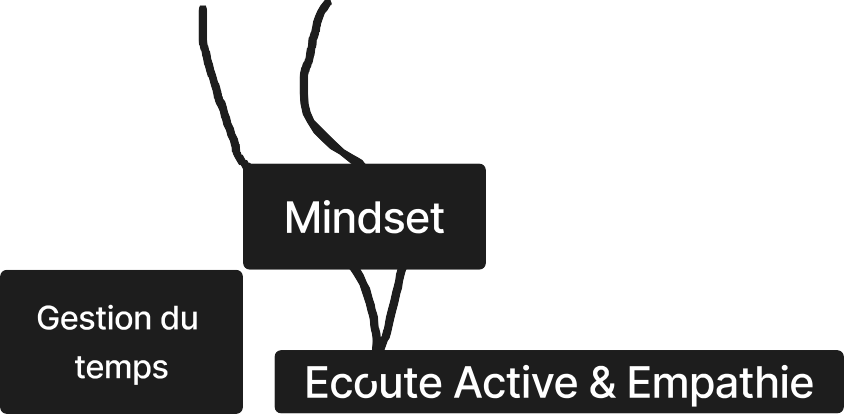 Mindset
Gestion du
temps
Ecoute Active & Empathie